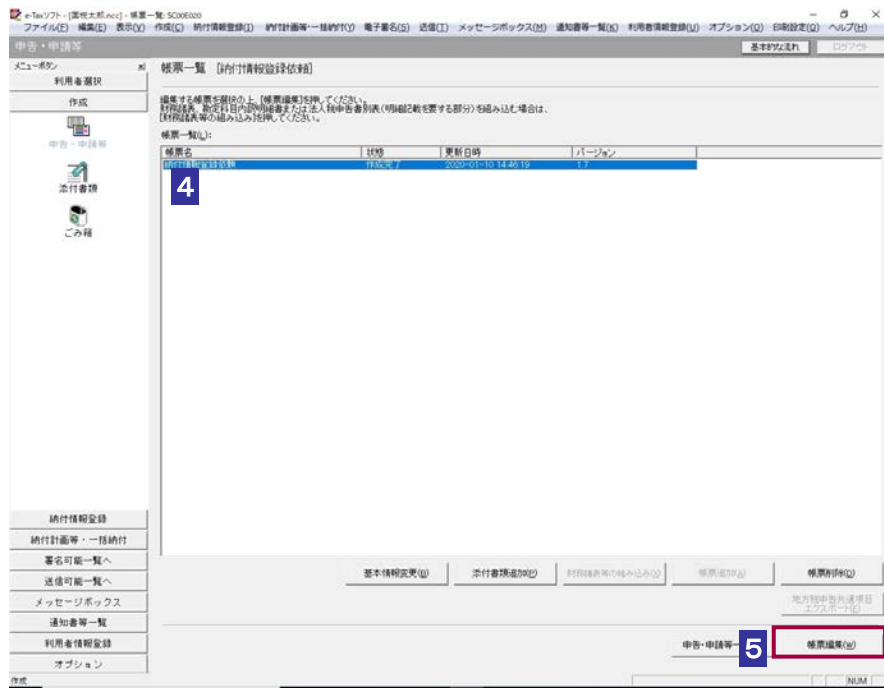 e-Taxソフト - [国税太郎.ncc] - 帳票一覧: SC00E020
ファイル(F) 編集(E) 表示(V) 作成(C) 納付情報登録(I) 納付計画等・一括納付(Y) 電子署名(S) 送信(T) メッセージボックス(M) 通知書等一覧(K) 利用者情報登録(U) オプション(O) 印刷設定(Q) ヘルプ(H)
申告・申請等 基本的な流れ ログアウト
メニューボタン
利用者選択
作成
申告・申請等
添付書類
ごみ箱
帳票一覧 [納付情報登録依頼]
編集する帳票を選択の上、[帳票編集]を押してください。
財務諸表、勘定科目内訳明細書または法人税申告書別表(明細記載を要する部分)を組み込む場合は、
[財務諸表等の組み込み]を押してください。
帳票一覧(L):
帳票名 状態 更新日時 バージョン
納付情報登録依頼 作成完了 2020-01-10 14:46:19 1.7
4
納付情報登録
納付計画等・一括納付
署名可能一覧へ
送信可能一覧へ
メッセージボックス
通知書等一覧
利用者情報登録
オプション
基本情報変更(B) 添付書類追加(P) 財務諸表等の組み込み(X) 帳票追加(A) 帳票削除(D)
地方税申告共通項目
エクスポート(E)
申告・申請等一
5
帳票編集(W)
作成 NUM